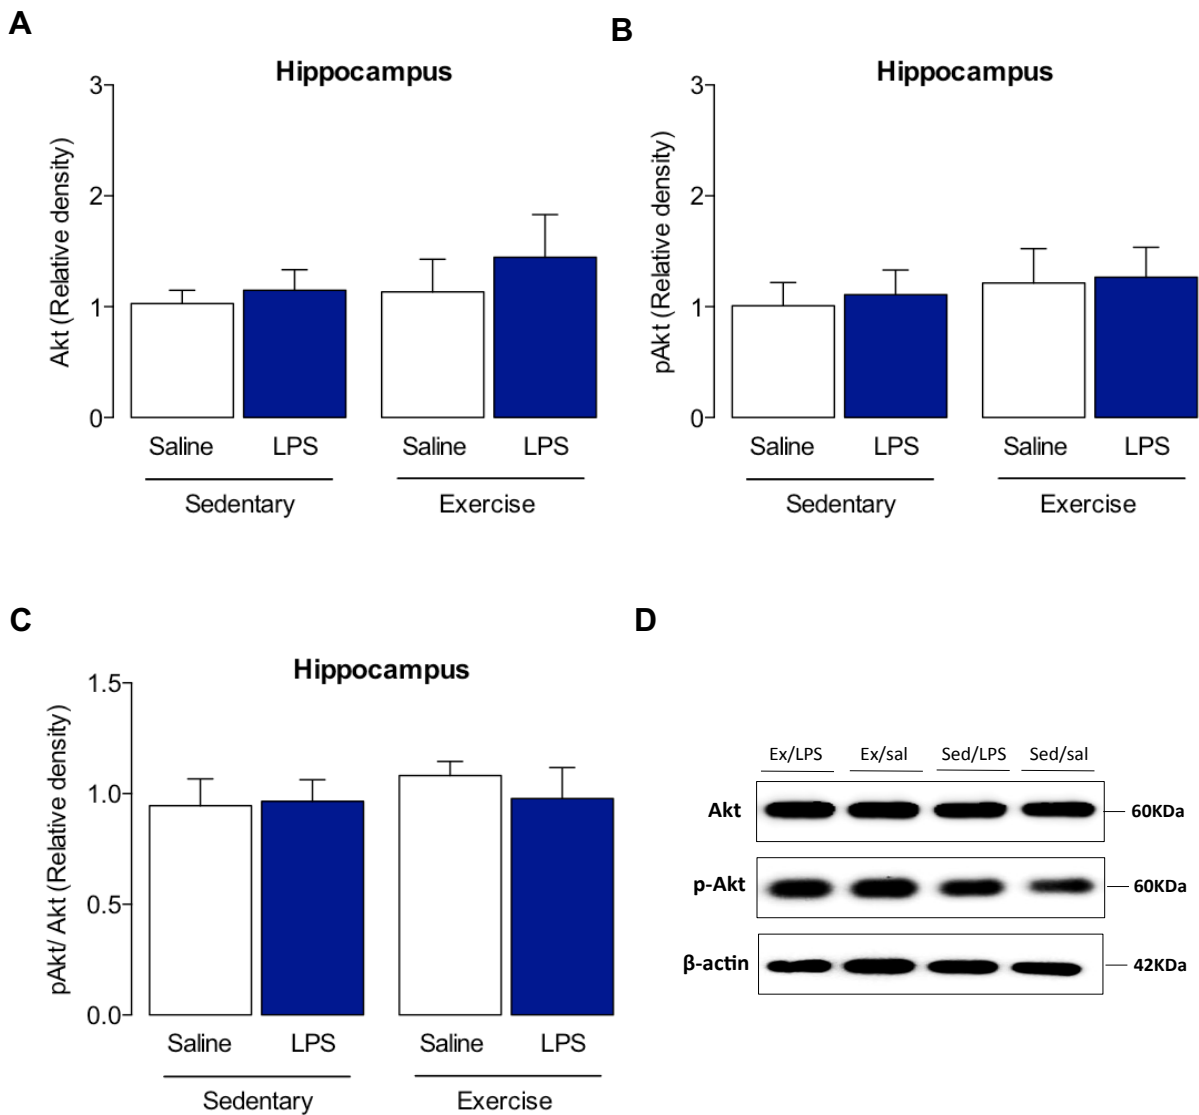 A
Hippocampus
Akt (Relative density)
3
2
1
0
Saline LPS Saline LPS
Sedentary Exercise
B
Hippocampus
pAkt (Relative density)
3
2
1
0
Saline LPS Saline LPS
Sedentary Exercise
C
Hippocampus
pAkt/ Akt (Relative density)
1.5
1.0
0.5
0.0
Saline LPS Saline LPS
Sedentary Exercise
D
Ex/LPS Ex/sal Sed/LPS Sed/sal
Akt 60KDa
p-Akt 60KDa
β-actin 42KDa